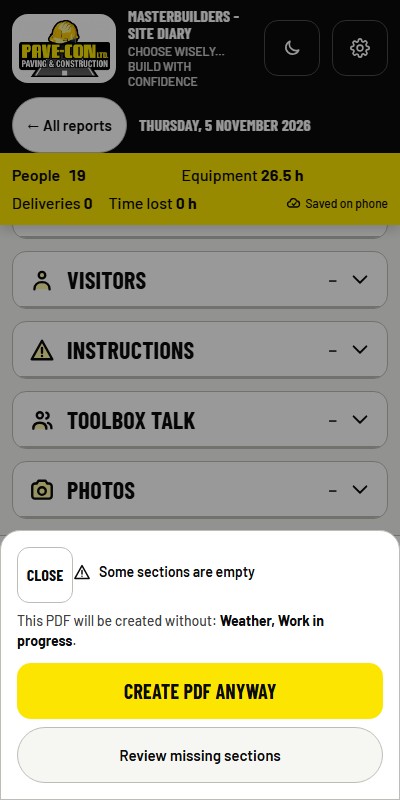 PAVE-CON LTD.
PAVING & CONSTRUCTION
MASTERBUILDERS -
SITE DIARY
CHOOSE WISELY...
BUILD WITH
CONFIDENCE
← All reports
THURSDAY, 5 NOVEMBER 2026
People 19
Equipment 26.5 h
Deliveries 0 Time lost 0 h
Saved on phone
VISITORS –
INSTRUCTIONS –
TOOLBOX TALK –
PHOTOS –
CLOSE
Some sections are empty
This PDF will be created without: Weather, Work in
progress.
CREATE PDF ANYWAY
Review missing sections